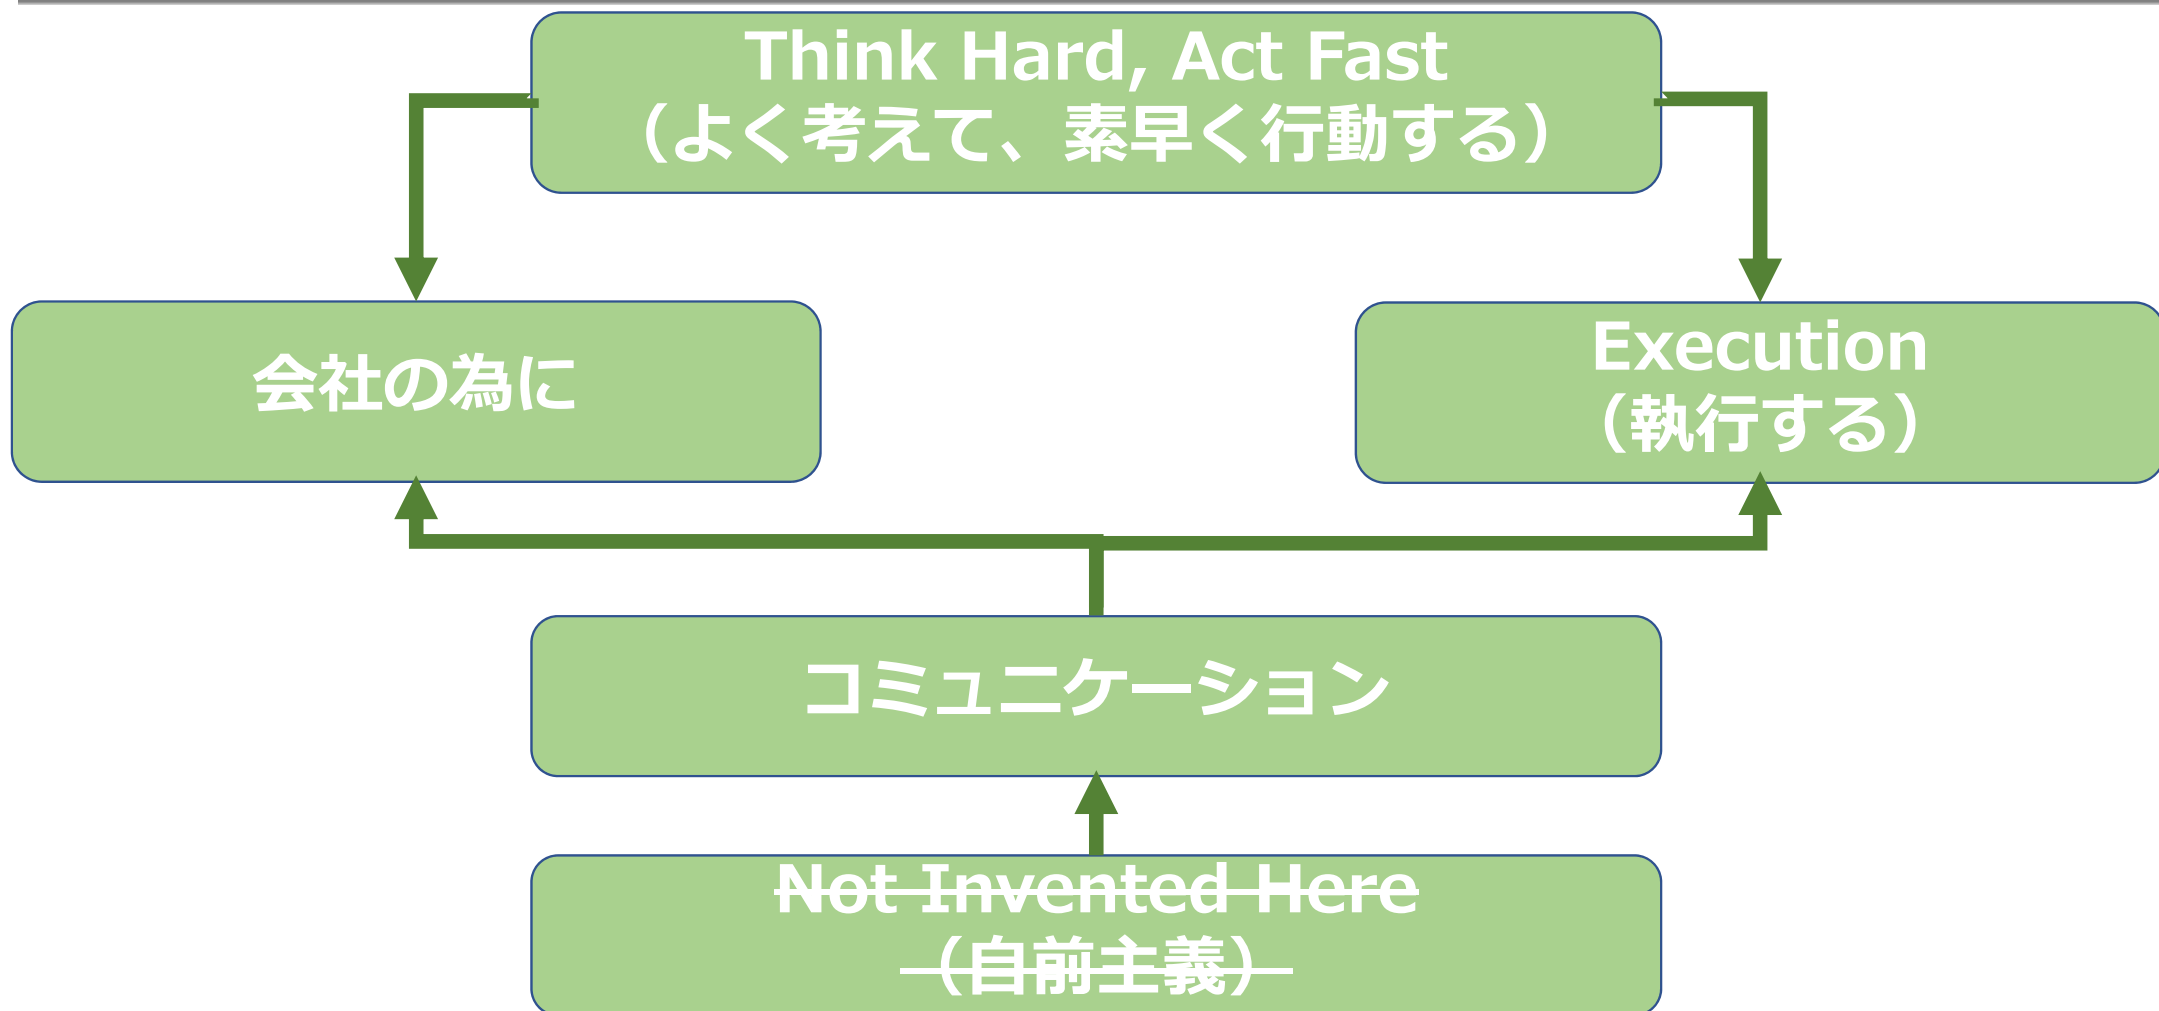 Think Hard, Act Fast
（よく考えて、素早く行動する）
会社の為に
Execution
（執行する）
コミュニケーション
Not Invented Here
（自前主義）